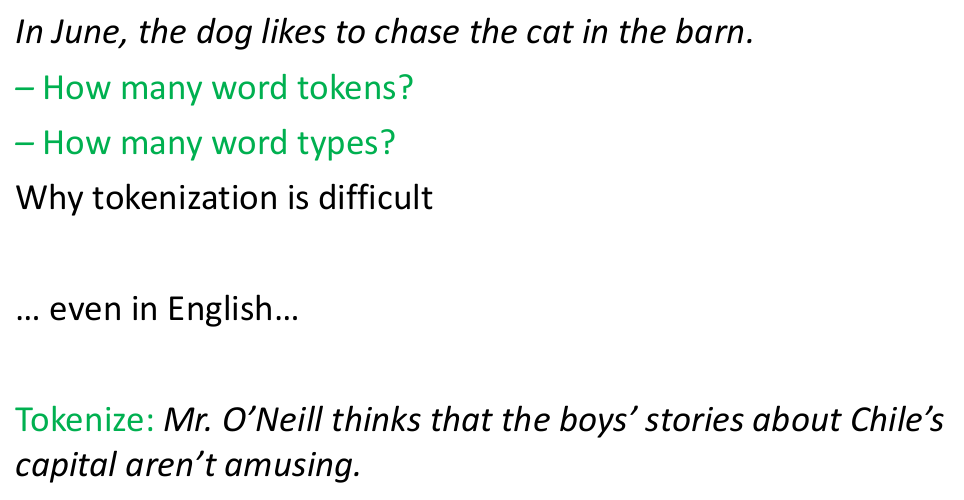 In June, the dog likes to chase the cat in the barn.
– How many word tokens?
– How many word types?
Why tokenization is difficult
… even in English…
Tokenize: Mr. O’Neill thinks that the boys’ stories about Chile’s
capital aren’t amusing.